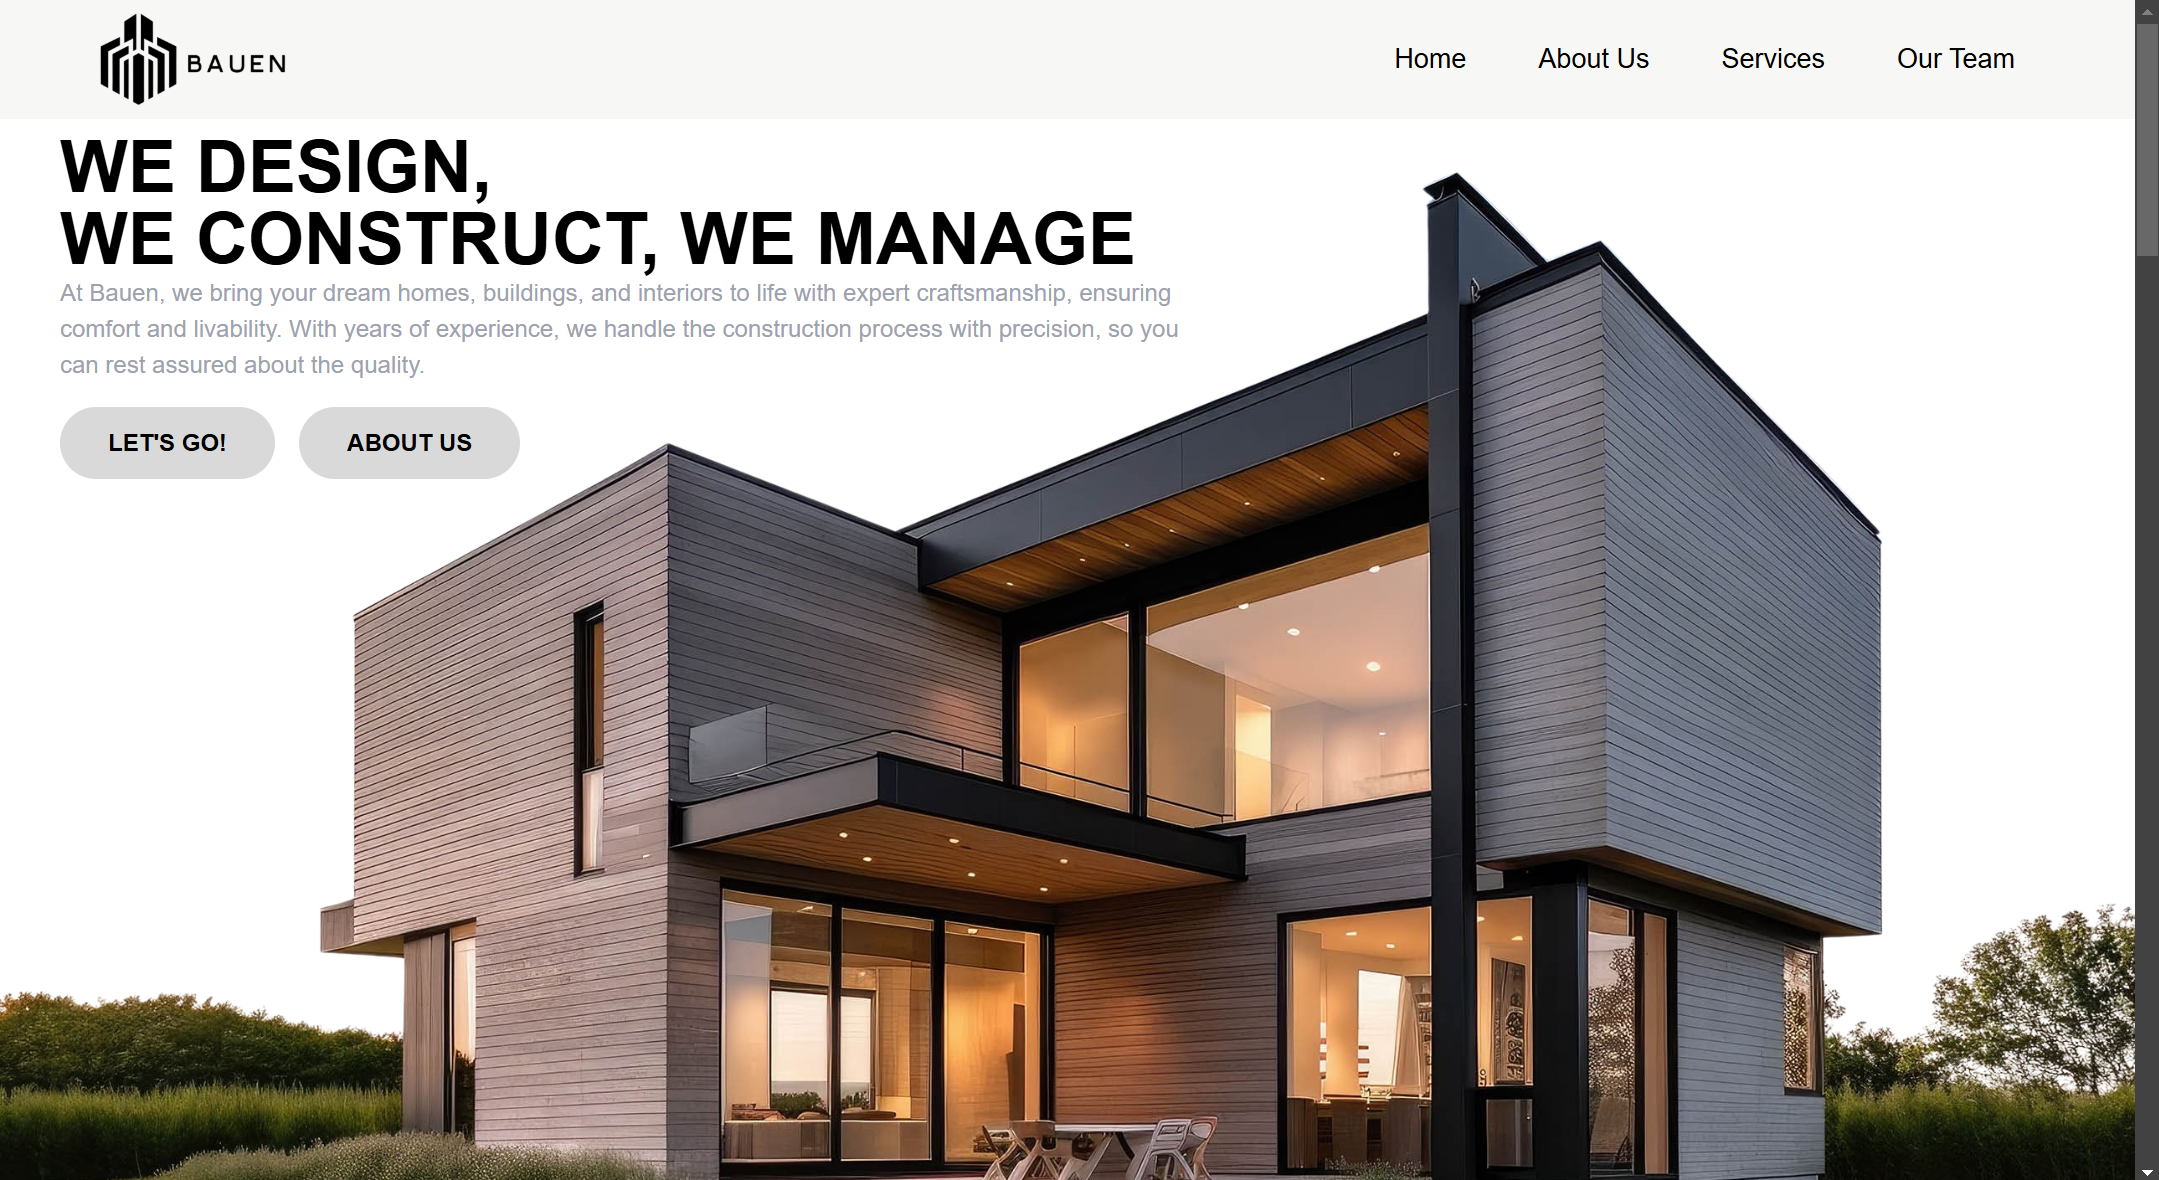 BAUEN
Home
About Us
Services
Our Team
WE DESIGN,
WE CONSTRUCT, WE MANAGE
At Bauen, we bring your dream homes, buildings, and interiors to life with expert craftsmanship, ensuring
comfort and livability. With years of experience, we handle the construction process with precision, so you
can rest assured about the quality.
LET'S GO!
ABOUT US